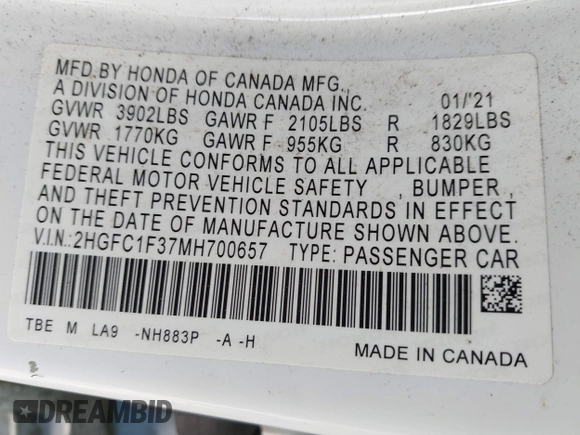 MFD.BY HONDA OF CANADA MFG.,
A DIVISION OF HONDA CANADA INC. 01/'21
GVWR 3902LBS GAWR F 2105LBS R 1829LBS
GVWR 1770KG GAWR F 955KG R 830KG
THIS VEHICLE CONFORMS TO ALL APPLICABLE
FEDERAL MOTOR VEHICLE SAFETY , BUMPER ,
AND THEFT PREVENTION STANDARDS IN EFFECT
ON THE DATE OF MANUFACTURE SHOWN ABOVE.
V.I.N.:2HGFC1F37MH700657 TYPE: PASSENGER CAR
TBE M LA9 -NH883P -A -H
MADE IN CANADA
DREAMBID